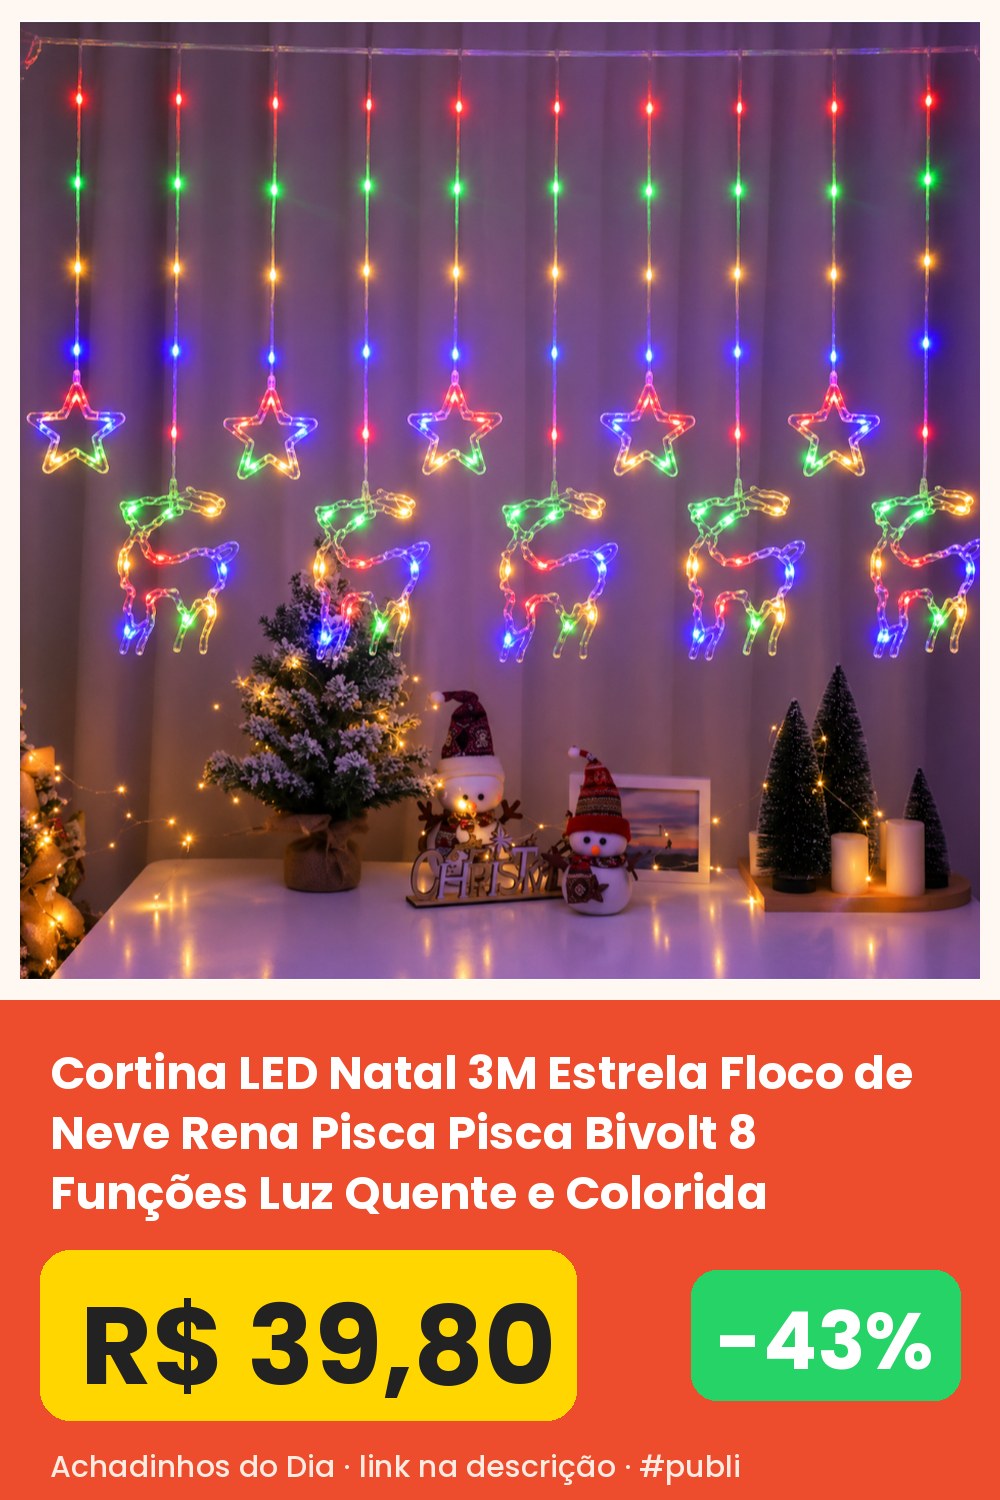 CHRISTM
Cortina LED Natal 3M Estrela Floco de
Neve Rena Pisca Pisca Bivolt 8
Funções Luz Quente e Colorida
R$ 39,80
-43%
Achadinhos do Dia · link na descrição · #publi